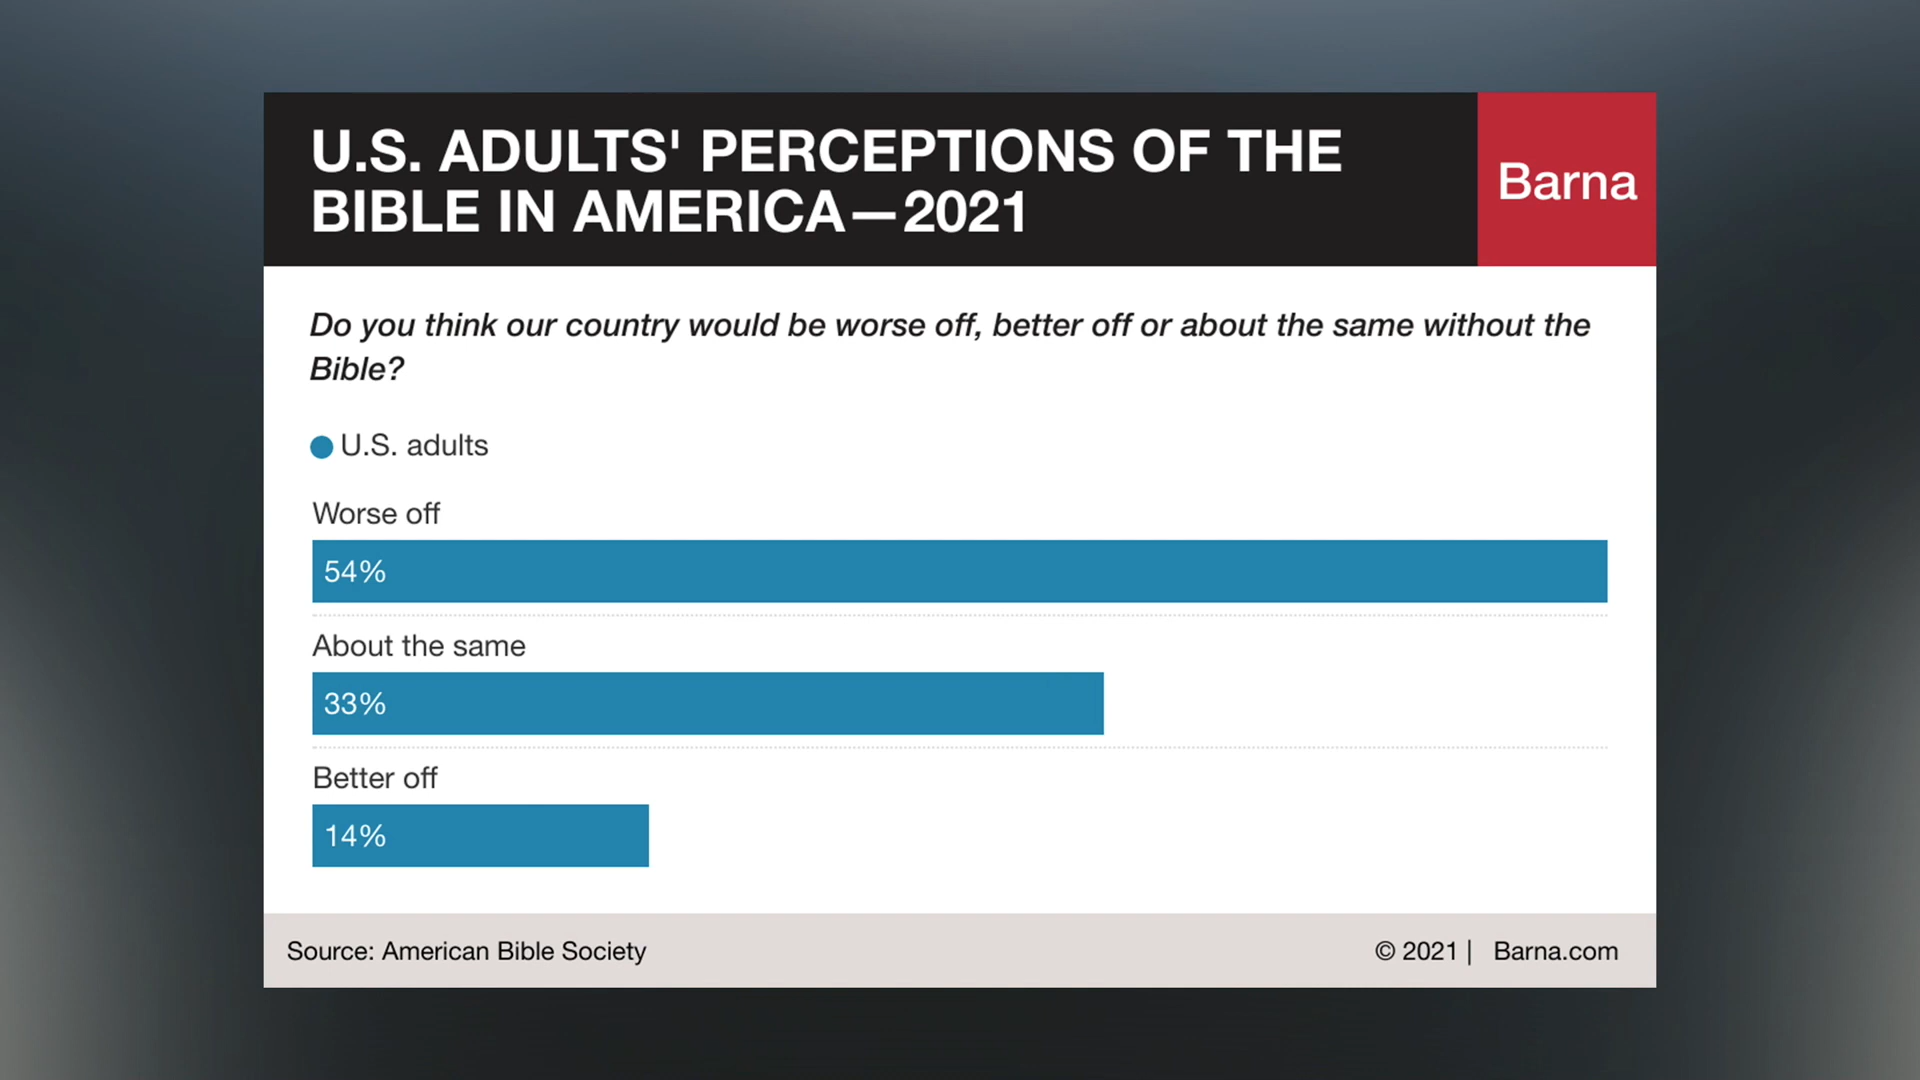 U.S. ADULTS' PERCEPTIONS OF THE
BIBLE IN AMERICA—2021
Barna
Do you think our country would be worse off, better off or about the same without the
Bible?
U.S. adults
Worse off
54%
About the same
33%
Better off
14%
Source: American Bible Society
© 2021 | Barna.com